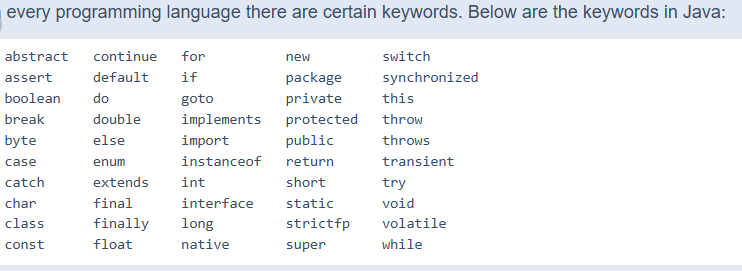 every programming language there are certain keywords. Below are the keywords in Java:
abstract continue for new switch
assert default if package synchronized
boolean do goto private this
break double implements protected throw
byte else import public throws
case enum instanceof return transient
catch extends int short try
char final interface static void
class finally long strictfp volatile
const float native super while